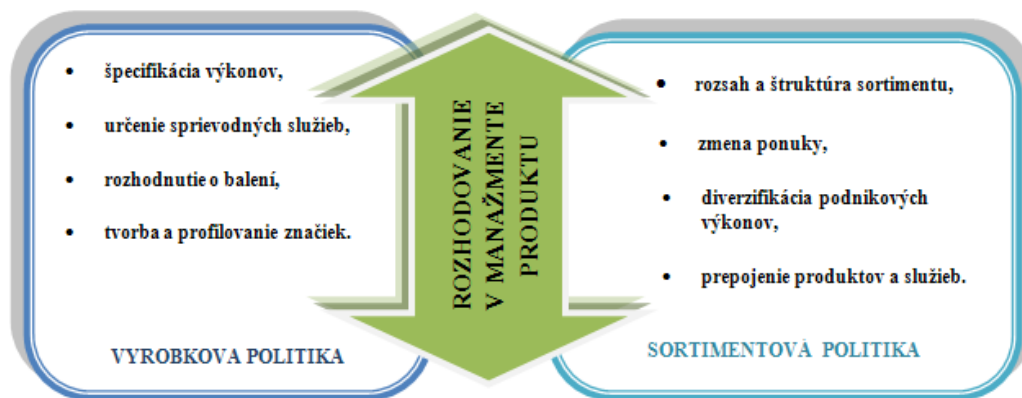 • špecifikácia výkonov,
• určenie sprievodných služieb,
• rozhodnutie o balení,
• tvorba a profilovanie značiek.
VYROBKOVA POLITIKA
ROZHODOVANIE
V MANAŽMENTE
PRODUKTU
• rozsah a štruktúra sortimentu,
• zmena ponuky,
• diverzifikácia podnikových
výkonov,
• prepojenie produktov a služieb.
SORTIMENTOVÁ POLITIKA